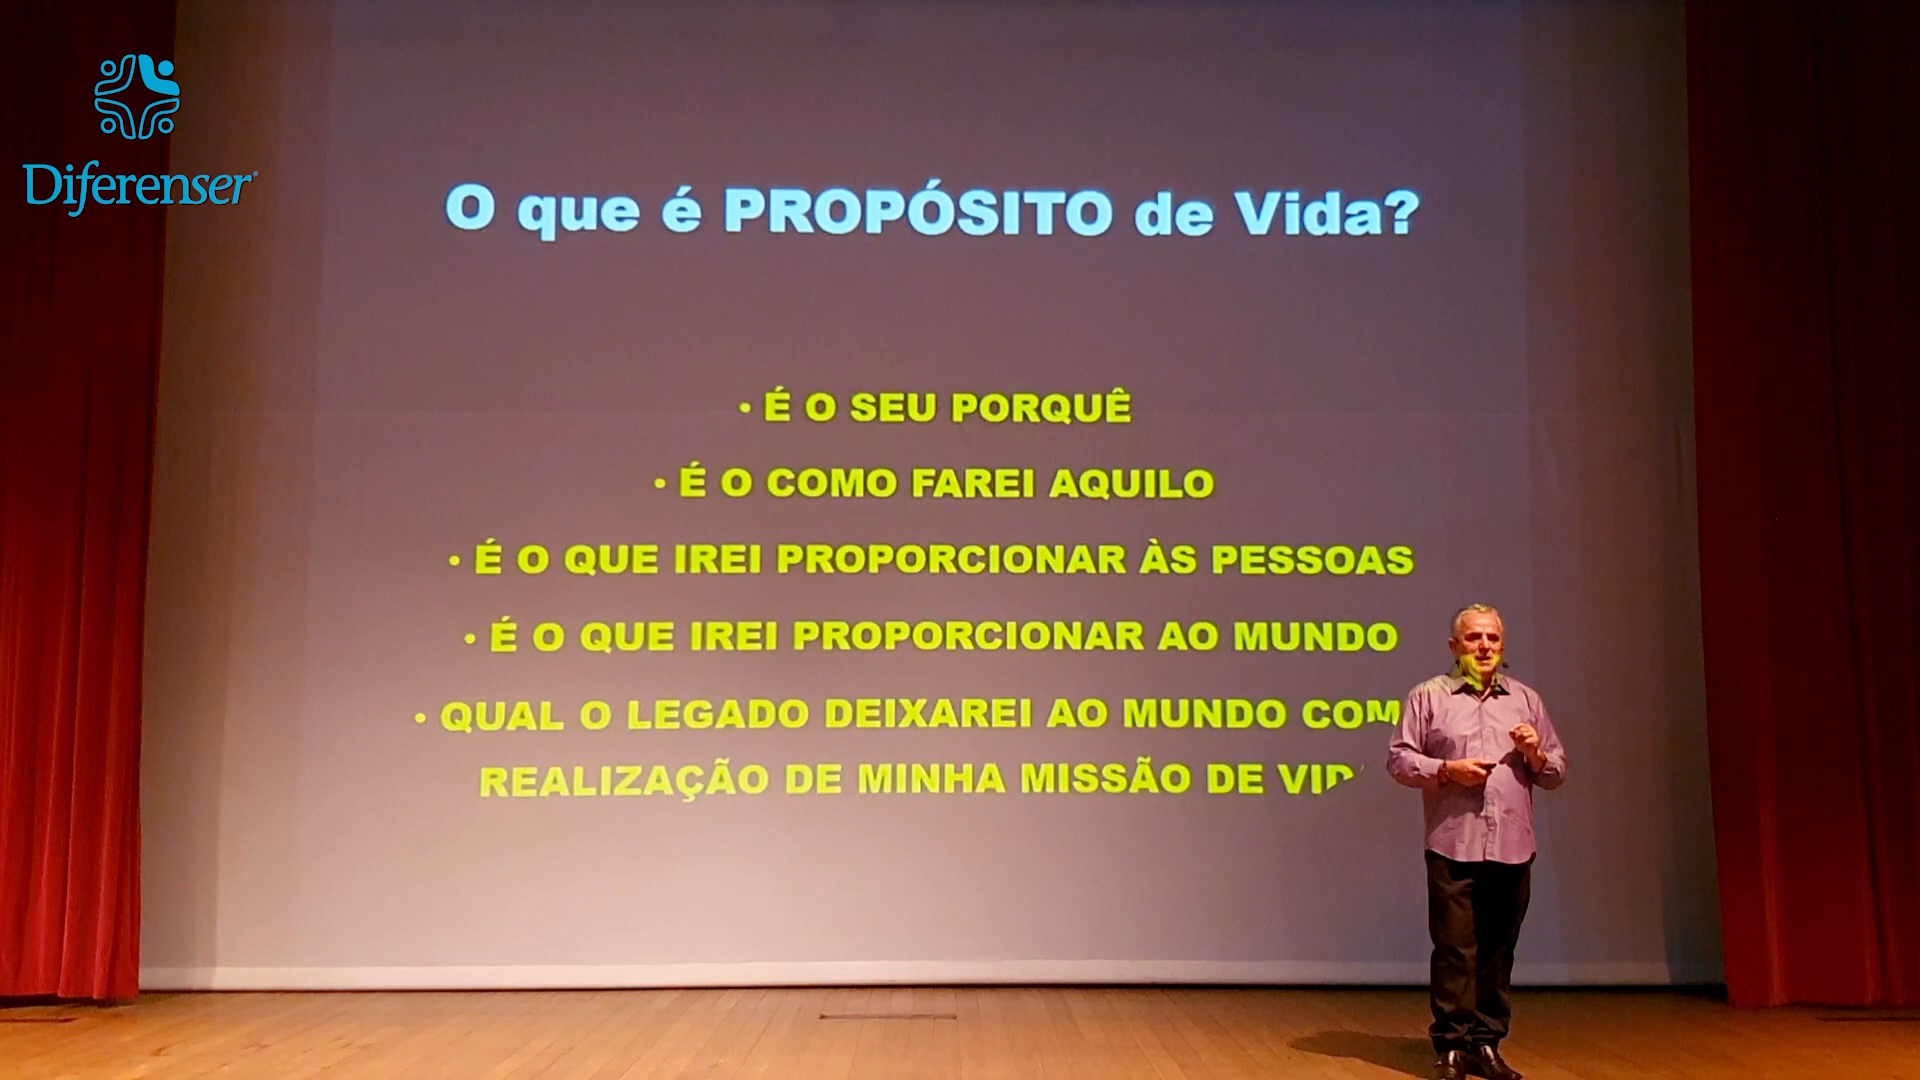 Diferenser
O que é PROPÓSITO de Vida?
• É O SEU PORQUÊ
• É O COMO FAREI AQUILO
• É O QUE IREI PROPORCIONAR ÀS PESSOAS
• É O QUE IREI PROPORCIONAR AO MUNDO
• QUAL O LEGADO DEIXAREI AO MUNDO COM
REALIZAÇÃO DE MINHA MISSÃO DE